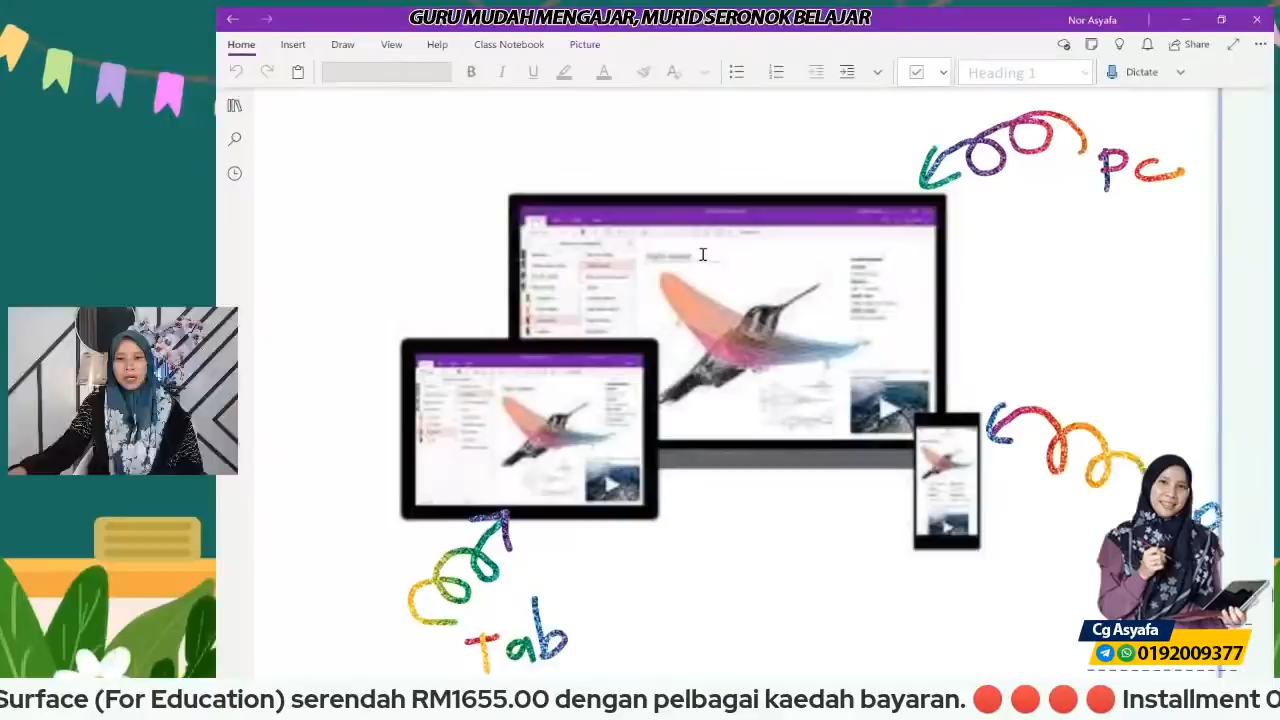 GURU MUDAH MENGAJAR, MURID SERONOK BELAJAR
Nor Asyafa
Home Insert Draw View Help Class Notebook Picture
Share
B I U A Heading 1 Dictate
PC
Tab
Cg Asyafa
0192009377
Surface (For Education) serendah RM1655.00 dengan pelbagai kaedah bayaran. 🔴 🔴 🔴 🔴 Installment 0